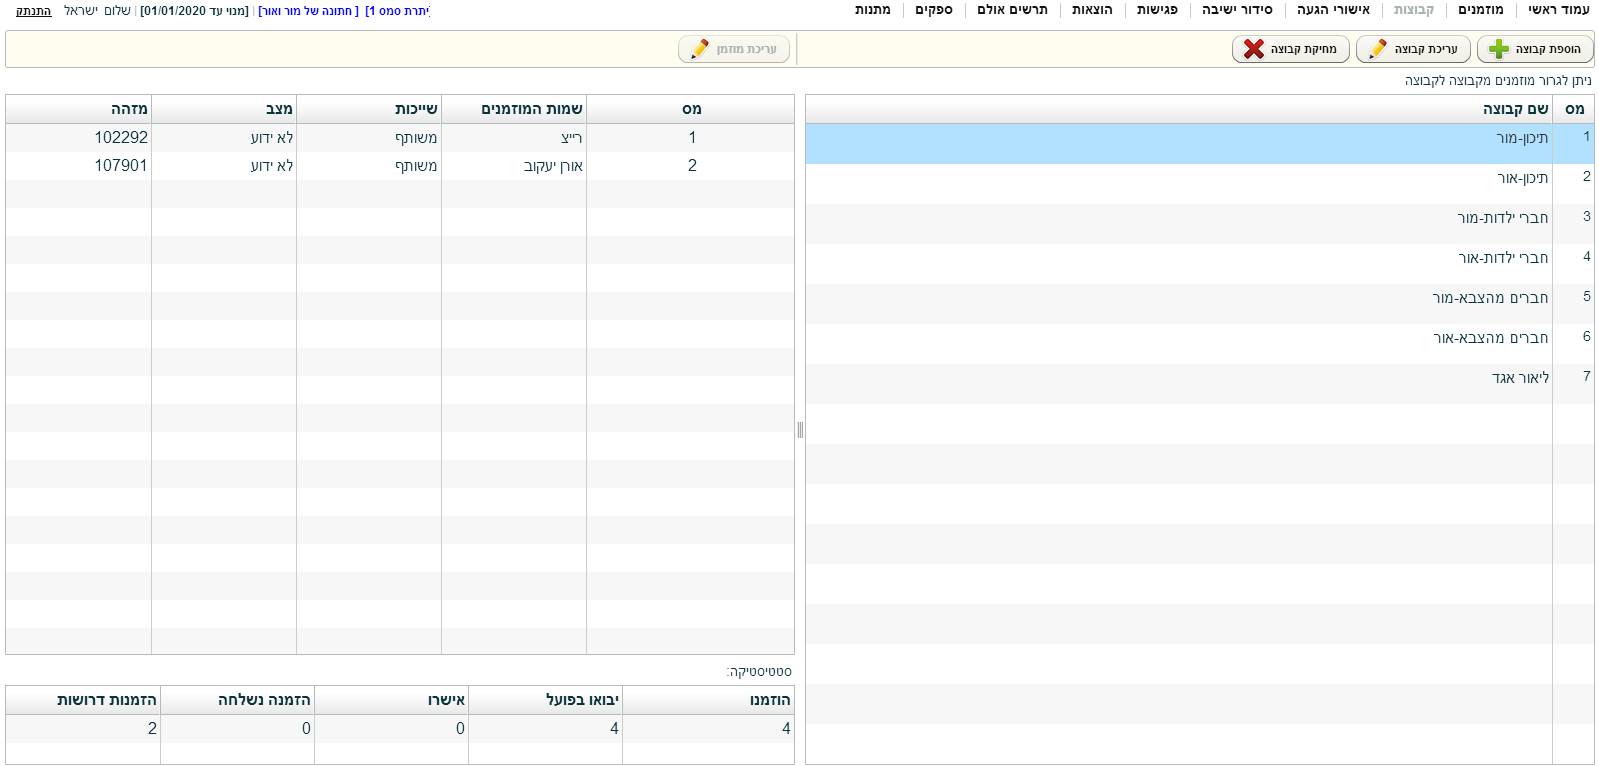 עמוד ראשי | מוזמנים | קבוצות | אישורי הגעה | סידור ישיבה | פגישות | הוצאות | תרשים אולם | ספקים | מתנות
יתרת סמס 1] [ חתונה של מור ואור] | [מנוי עד 01/01/2020] | שלום ישראל התנתק
הוספת קבוצה עריכת קבוצה מחיקת קבוצה
עריכת מוזמן
ניתן לגרור מוזמנים מקבוצה לקבוצה
מס שם קבוצה
1 תיכון-מור
2 תיכון-אור
3 חברי ילדות-מור
4 חברי ילדות-אור
5 חברים מהצבא-מור
6 חברים מהצבא-אור
7 ליאור אגד
מס שמות המוזמנים שייכות מצב מזהה
1 רייצ משותף לא ידוע 102292
2 אורן יעקוב משותף לא ידוע 107901
סטטיסטיקה:
הוזמנו יבואו בפועל אישרו הזמנה נשלחה הזמנות דרושות
4 4 0 0 2